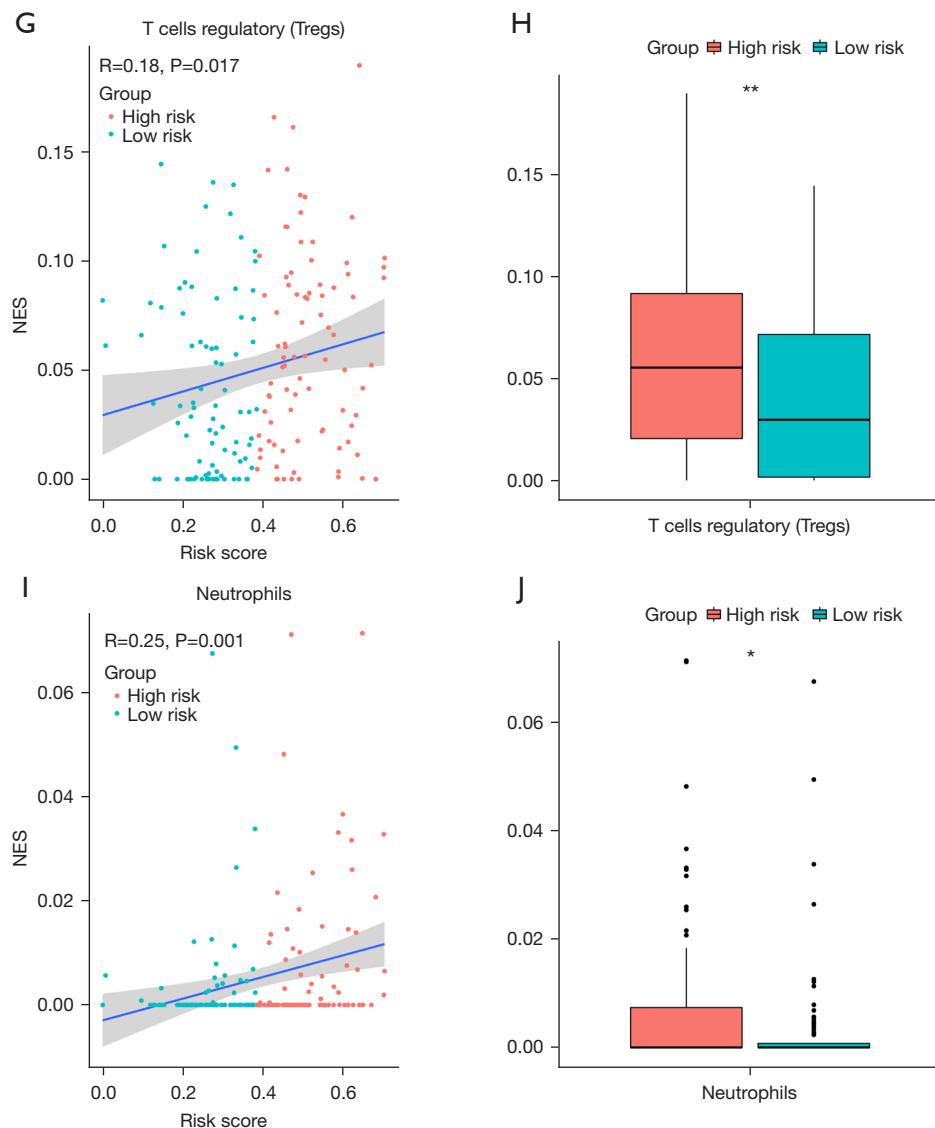 G
T cells regulatory (Tregs)
R=0.18, P=0.017
Group
High risk
Low risk
NES
0.15
0.10
0.05
0.00
0.0 0.2 0.4 0.6
Risk score
H
Group High risk Low risk
**
0.15
0.10
0.05
0.00
T cells regulatory (Tregs)
I
Neutrophils
R=0.25, P=0.001
Group
High risk
Low risk
NES
0.06
0.04
0.02
0.00
0.0 0.2 0.4 0.6
Risk score
J
Group High risk Low risk
*
0.06
0.04
0.02
0.00
Neutrophils